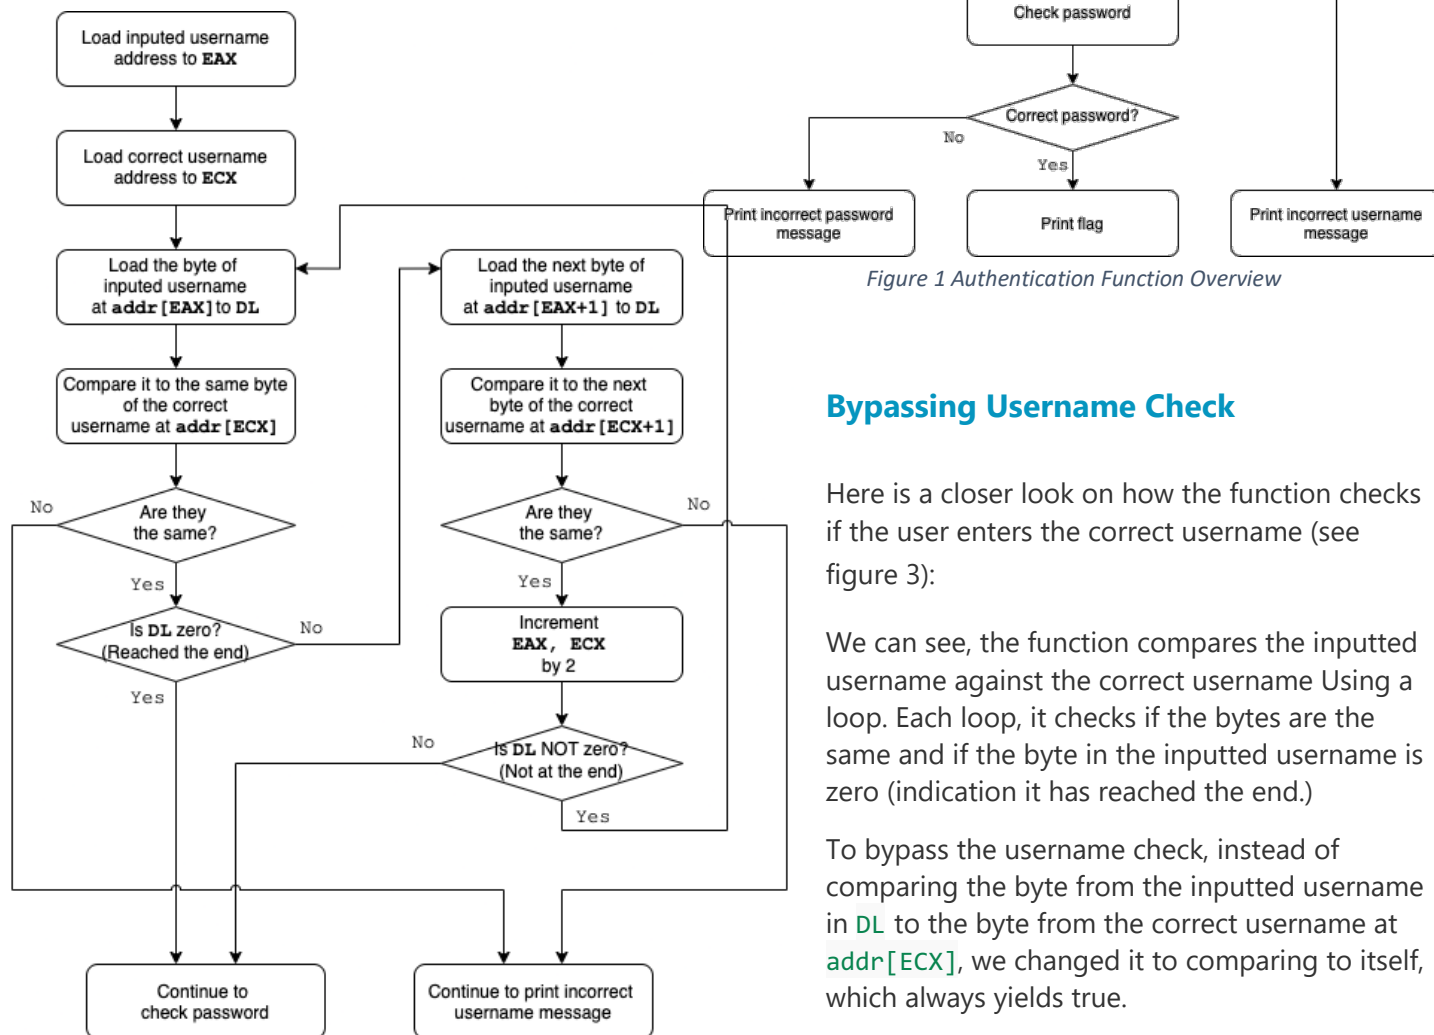 Load inputed username
address to EAX
Load correct username
address to ECX
Load the byte of
inputed username
at addr[EAX] to DL
Compare it to the same byte
of the correct
username at addr[ECX]
Are they
the same?
No
Yes
Is DL zero?
(Reached the end)
No
Yes
Load the next byte of
inputed username
at addr[EAX+1] to DL
Compare it to the next
byte of the correct
username at addr[ECX+1]
Are they
the same?
No
Yes
Increment
EAX, ECX
by 2
Is DL NOT zero?
(Not at the end)
No
Yes
Continue to
check password
Continue to print incorrect
username message
Check password
Correct password?
No
Yes
Print incorrect password
message
Print flag
Print incorrect username
message
Figure 1 Authentication Function Overview
Bypassing Username Check
Here is a closer look on how the function checks
if the user enters the correct username (see
figure 3):
We can see, the function compares the inputted
username against the correct username Using a
loop. Each loop, it checks if the bytes are the
same and if the byte in the inputted username is
zero (indication it has reached the end.)
To bypass the username check, instead of
comparing the byte from the inputted username
in DL to the byte from the correct username at
addr[ECX], we changed it to comparing to itself,
which always yields true.